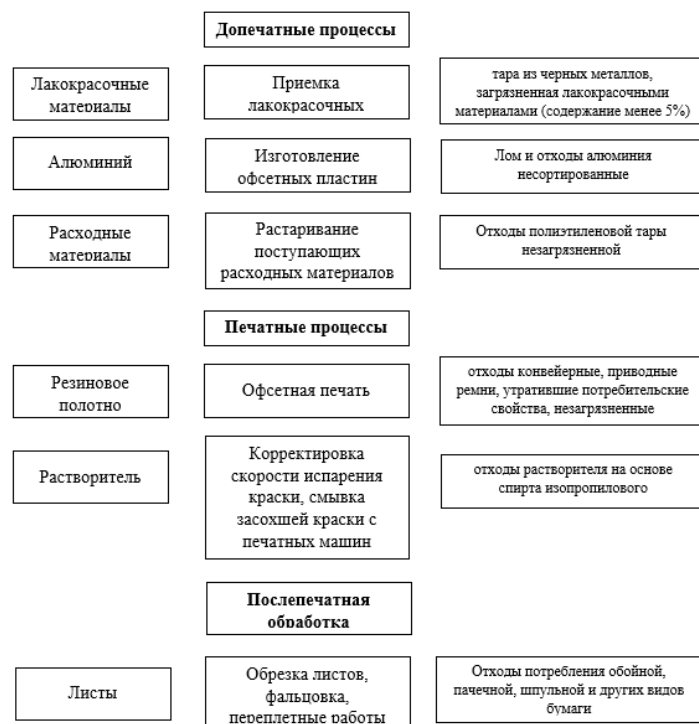 Допечатные процессы
Лакокрасочные
материалы
Приемка
лакокрасочных
тара из черных металлов,
загрязненная лакокрасочными
материалами (содержание менее 5%)
Алюминий
Изготовление
офсетных пластин
Лом и отходы алюминия
несортированные
Расходные
материалы
Растаривание
поступающих
расходных материалов
Отходы полиэтиленовой тары
незагрязненной
Печатные процессы
Резиновое
полотно
Офсетная печать
отходы конвейерные, приводные
ремни, утратившие потребительские
свойства, незагрязненные
Растворитель
Корректировка
скорости испарения
краски, смывка
засохшей краски с
печатных машин
отходы растворителя на основе
спирта изопропилового
Послепечатная
обработка
Листы
Обрезка листов,
фальцовка,
переплетные работы
Отходы потребления обойной,
пачечной, шпульной и других видов
бумаги